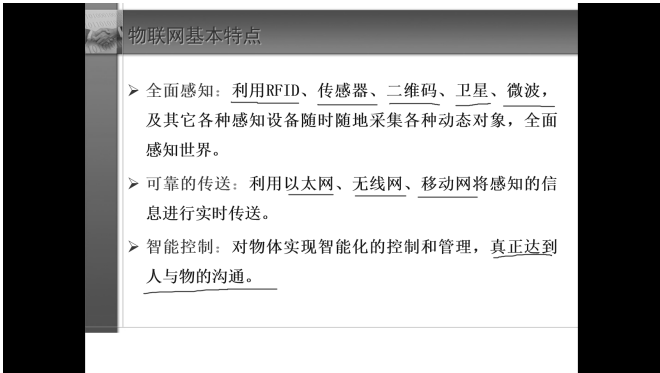 物联网基本特点
➢ 全面感知：利用RFID、传感器、二维码、卫星、微波，
及其它各种感知设备随时随地采集各种动态对象，全面
感知世界。
➢ 可靠的传送：利用以太网、无线网、移动网将感知的信
息进行实时传送。
➢ 智能控制：对物体实现智能化的控制和管理，真正达到
人与物的沟通。